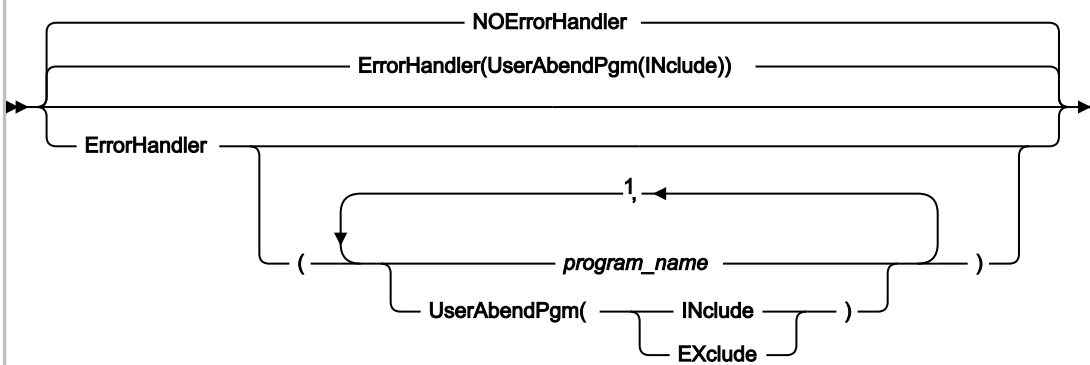 NOErrorHandler
ErrorHandler(UserAbendPgm(INclude))
ErrorHandler
1,
( program_name )
UserAbendPgm( INclude )
EXclude